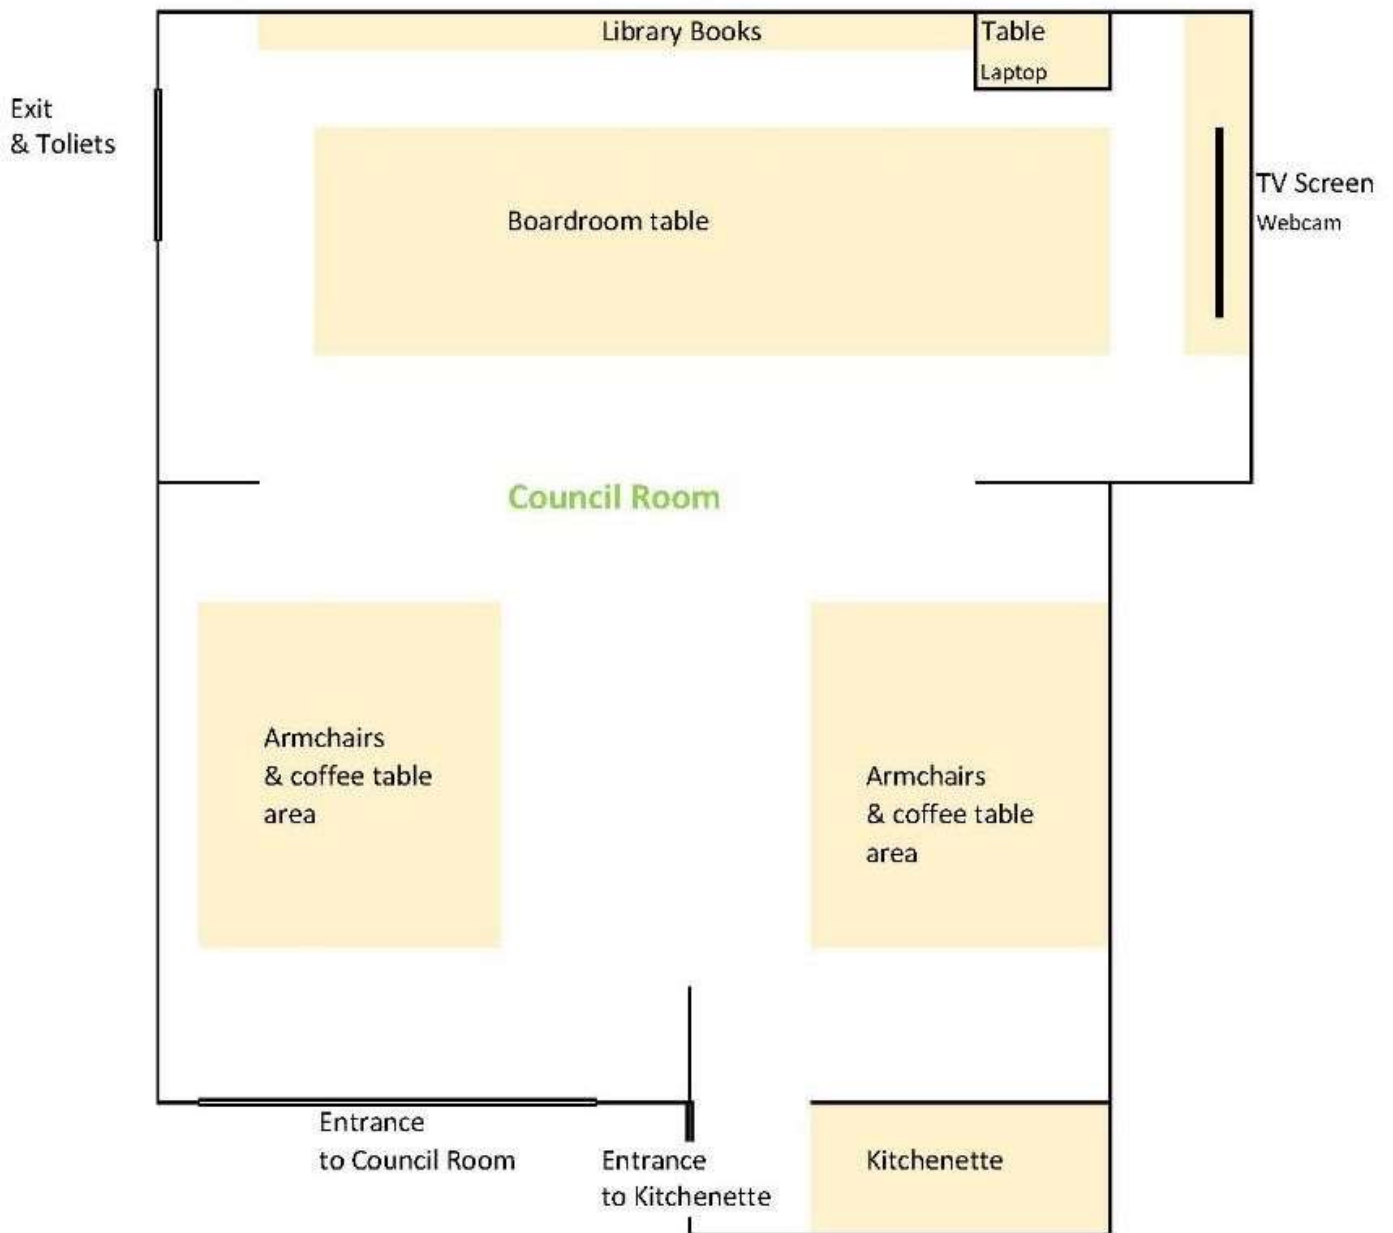 Library Books
Table
Laptop
Exit
& Toliets
TV Screen
Webcam
Boardroom table
Council Room
Armchairs
& coffee table
area
Armchairs
& coffee table
area
Entrance
to Council Room
Entrance
to Kitchenette
Kitchenette